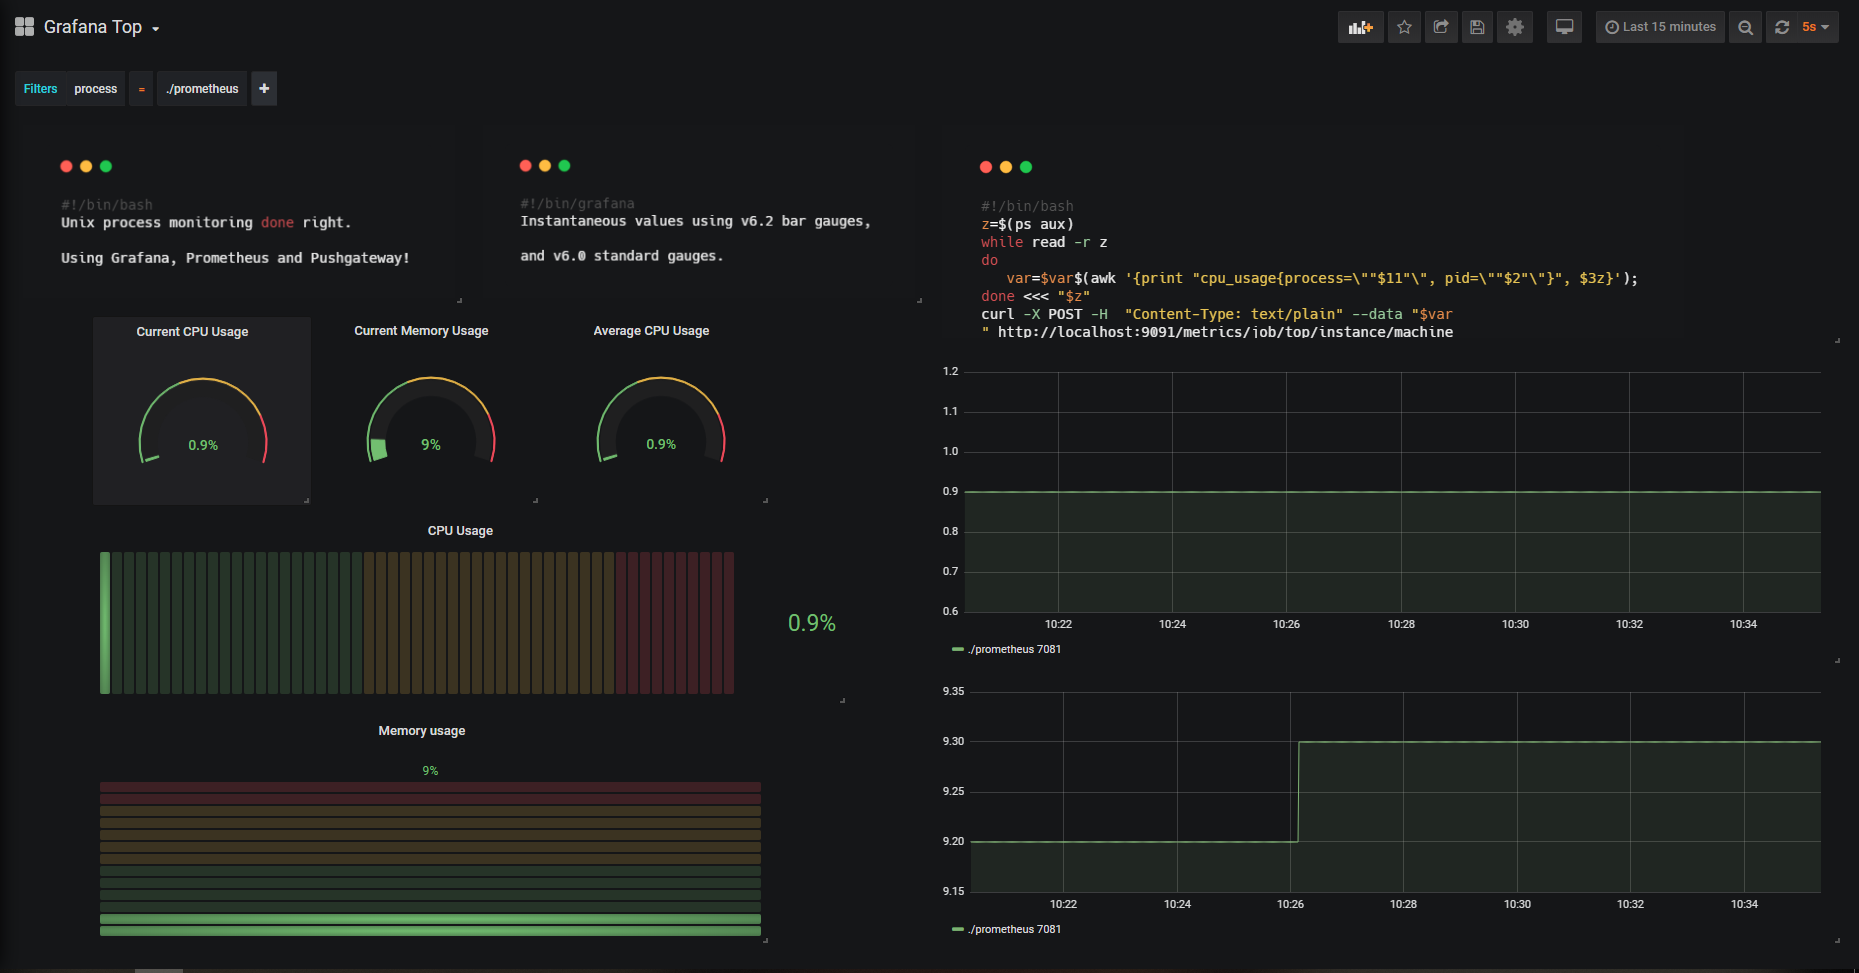 Grafana Top
Last 15 minutes
5s
Filters process = ./prometheus +
#!/bin/bash
Unix process monitoring done right.
Using Grafana, Prometheus and Pushgateway!
#!/bin/grafana
Instantaneous values using v6.2 bar gauges,
and v6.0 standard gauges.
#!/bin/bash
z=$(ps aux)
while read -r z
do
   var=$var$(awk '{print "cpu_usage{process=\""$11"\", pid=\""$2"\"}", $3z}');
done <<< "$z"
curl -X POST -H  "Content-Type: text/plain" --data "$var
" http://localhost:9091/metrics/job/top/instance/machine
Current CPU Usage
0.9%
Current Memory Usage
9%
Average CPU Usage
0.9%
CPU Usage
0.9%
Memory usage
9%
1.2
1.1
1.0
0.9
0.8
0.7
0.6
10:22 10:24 10:26 10:28 10:30 10:32 10:34
./prometheus 7081
9.35
9.30
9.25
9.20
9.15
10:22 10:24 10:26 10:28 10:30 10:32 10:34
./prometheus 7081